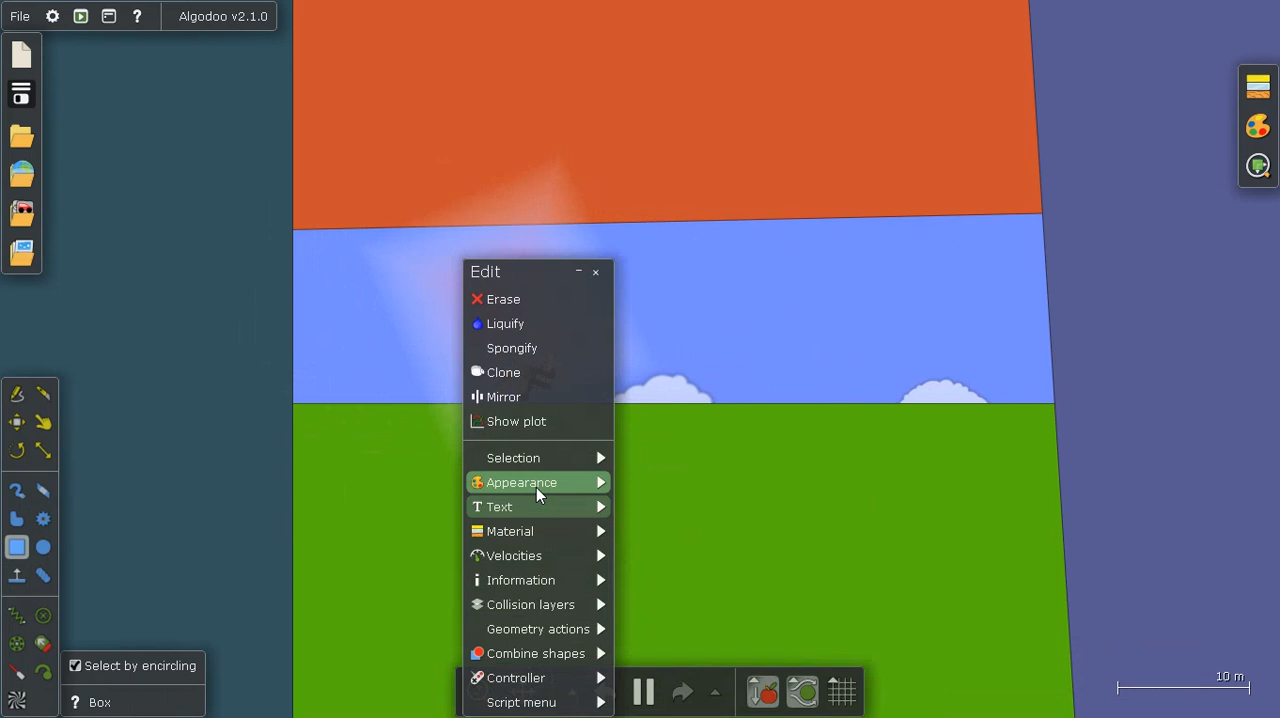 File ? Algodoo v2.1.0
Edit
Erase
Liquify
Spongify
Clone
Mirror
Show plot
Selection
Appearance
T Text
Material
Velocities
i Information
Collision layers
Geometry actions
Combine shapes
Controller
Script menu
Select by encircling
? Box
10 m